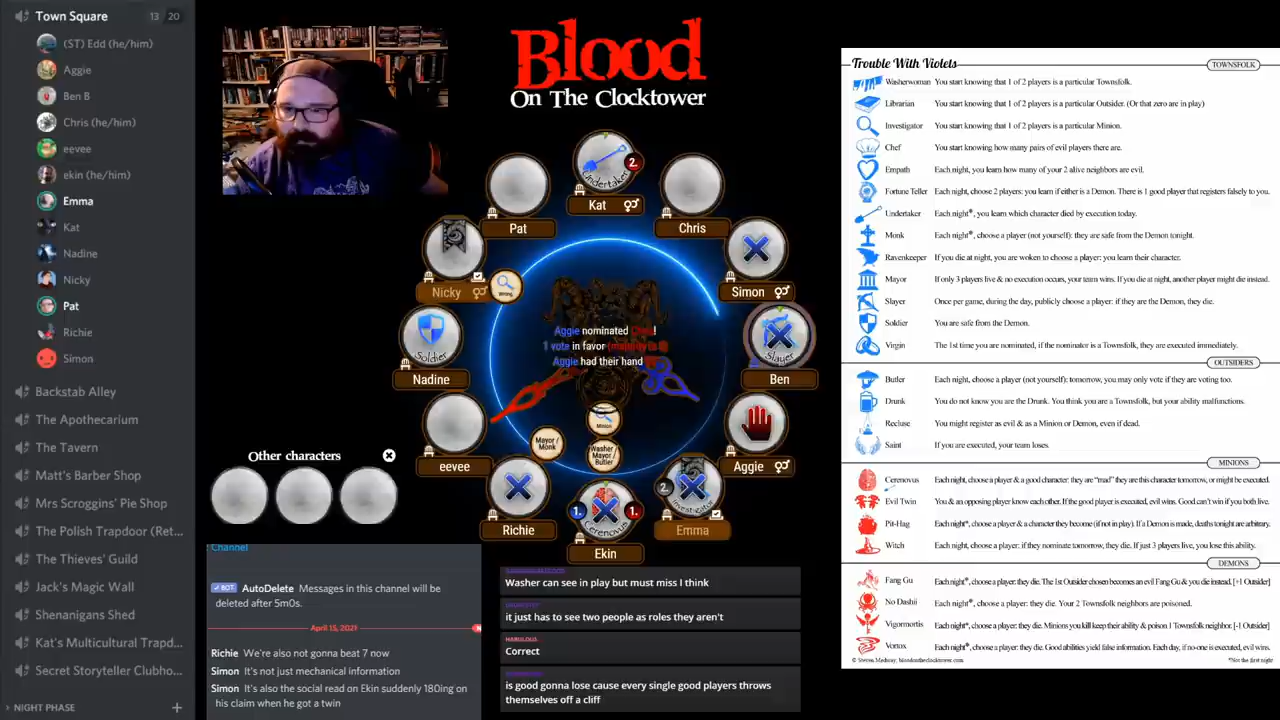 Town Square
13 20
(ST) Edd (he/him)
Aggie
Ben B
Chris (he/him)
eevee
ekin (he/him)
Emma
Kat
Nadine
Nicky
Pat
Richie
Simon
Backstab Alley
The Apothecarium
The Tavern
Matcher Shop
Mrs Scrooge' Pie Shop
The Thieves' Guild
Jack's Magical Wall
Shenanigans Shed
NIGHT PHASE
Blood
On The Clocktower
Kat
Pat
Chris
Nicky
Wrong
Simon
Soldier
Nadine
Slayer
Ben
Aggie nominated
1 vote in favor
Aggie had their hand
eevee
Mayor / Monk
Minion
Washer / Mayor / Butler
Aggie
Richie
Cerenovus
Ekin
Emma
Undertaker
Other characters
Channel
BOT AutoDelete Messages in this channel will be
deleted after 5m0s.
April 15, 2021
Richie We're also not gonna beat 7 now
Simon It's not just mechanical information
Simon It's also the social read on Ekin suddenly 180ing on
his claim when he got a twin
Washer can see in play but must miss I think
it just has to see two people as roles they aren't
Correct
is good gonna lose cause every single good players throws
themselves off a cliff
Trouble With Violets
TOWNSFOLK
Washerwoman You start knowing that 1 of 2 players is a particular Townsfolk.
Librarian You start knowing that 1 of 2 players is a particular Outsider. (Or that zero are in play)
Investigator You start knowing that 1 of 2 players is a particular Minion.
Chef You start knowing how many pairs of evil players there are.
Empath Each night, you learn how many of your 2 alive neighbors are evil.
Fortune Teller Each night, choose 2 players: you learn if either is a Demon. There is 1 good player that registers falsely to you.
Undertaker Each night*, you learn which character died by execution today.
Monk Each night*, choose a player (not yourself): they are safe from the Demon tonight.
Ravenkeeper If you die at night, you are woken to choose a player: you learn their character.
Mayor If only 3 players live & no execution occurs, your team wins. If you die at night, another player might die instead.
Slayer Once per game, during the day, publicly choose a player: if they are the Demon, they die.
Soldier You are safe from the Demon.
Virgin The 1st time you are nominated, if the nominator is a Townsfolk, they are executed immediately.
OUTSIDERS
Butler Each night, choose a player (not yourself): tomorrow, you may only vote if they are voting too.
Drunk You do not know you are the Drunk. You think you are a Townsfolk, but your ability malfunctions.
Recluse You might register as evil & as a Minion or Demon, even if dead.
Saint If you are executed, your team loses.
MINIONS
Cerenovus Each night, choose a player & a good character: they are "mad" they are this character tomorrow, or might be executed.
Evil Twin You & an opposing player know each other. If the good player is executed, evil wins. Good can't win if you both live.
Pit-Hag Each night*, choose a player & a character they become (if not in play). If a Demon is made, deaths tonight are arbitrary.
Witch Each night, choose a player: if they nominate tomorrow, they die. If just 3 players live, you lose this ability.
DEMONS
Fang Gu Each night*, choose a player: they die. The 1st Outsider chosen becomes an evil Fang Gu & you die instead. [+1 Outsider]
No Dashii Each night*, choose a player: they die. Your 2 Townsfolk neighbors are poisoned.
Vigormortis Each night*, choose a player: they die. Minions you kill keep their ability & poison 1 Townsfolk neighbor. [-1 Outsider]
Vortox Each night*, choose a player: they die. Good abilities yield false information. Each day, if no-one is executed, evil wins.
© Steven Medway, bloodontheclocktower.com
*Not the first night